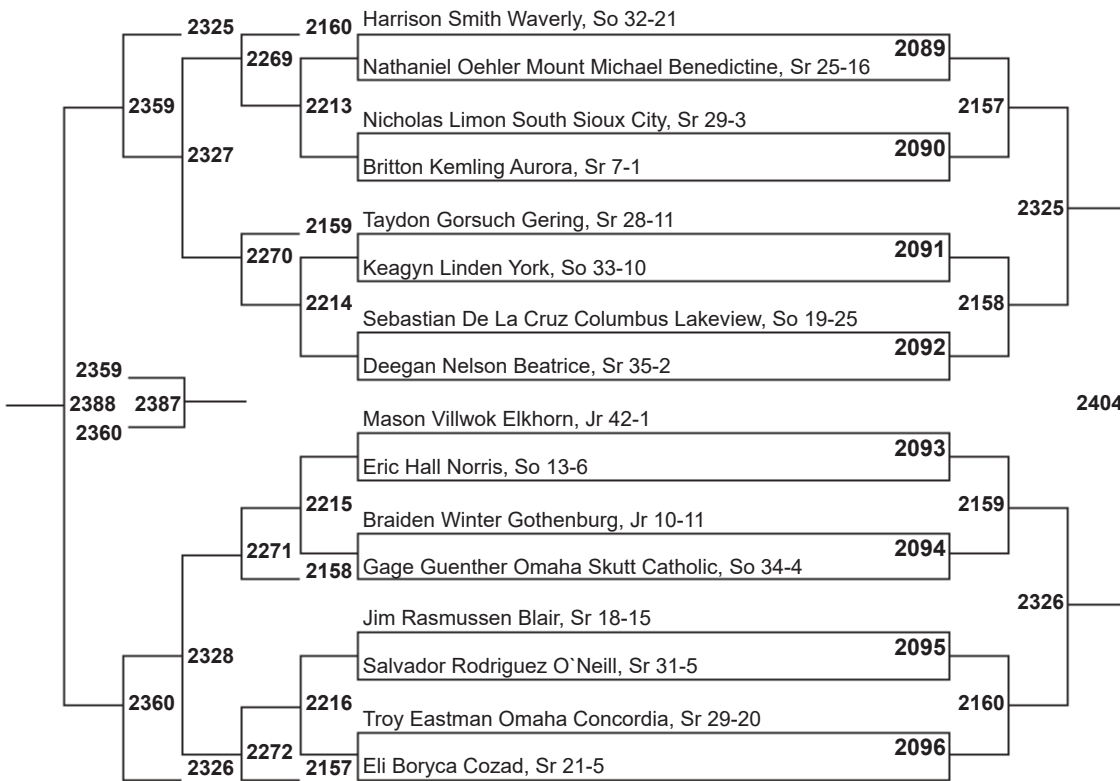 Harrison Smith Waverly, So 32-21
2325 2160
2089
2269
Nathaniel Oehler Mount Michael Benedictine, Sr 25-16
2359 2213 2157
Nicholas Limon South Sioux City, Sr 29-3
2090
2327
Britton Kemling Aurora, Sr 7-1
2325
2159 Taydon Gorsuch Gering, Sr 28-11
2091
2270
Keagyn Linden York, So 33-10
2214 2158
Sebastian De La Cruz Columbus Lakeview, So 19-25
2092
Deegan Nelson Beatrice, Sr 35-2
2359
2388 2387 2404
2360
Mason Villwok Elkhorn, Jr 42-1
2093
Eric Hall Norris, So 13-6
2215 2159
Braiden Winter Gothenburg, Jr 10-11
2094
2271
2158 Gage Guenther Omaha Skutt Catholic, So 34-4
2326
Jim Rasmussen Blair, Sr 18-15
2095
2328
Salvador Rodriguez O`Neill, Sr 31-5
2360 2216 2160
Troy Eastman Omaha Concordia, Sr 29-20
2096
2272
2326 2157 Eli Boryca Cozad, Sr 21-5